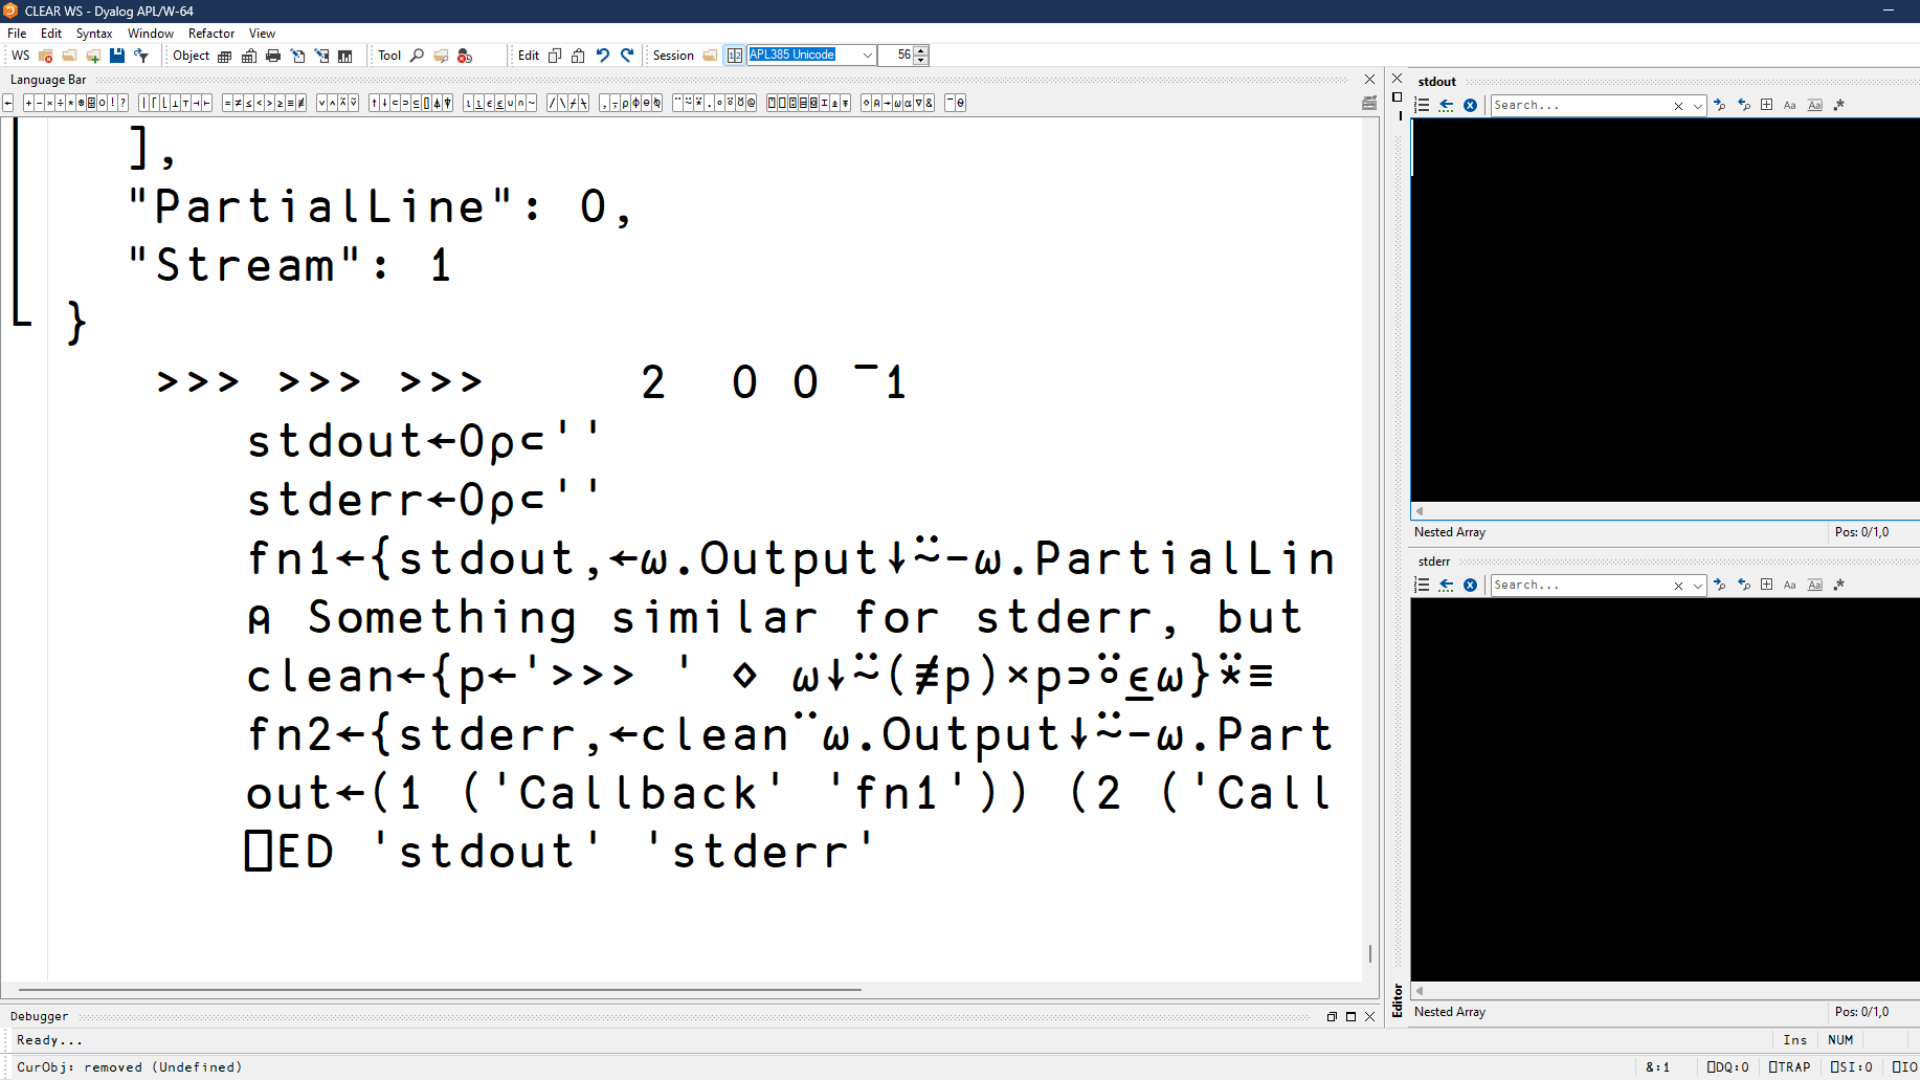 CLEAR WS - Dyalog APL/W-64
File Edit Syntax Window Refactor View
WS Object Tool Edit Session APL385 Unicode 56
Language Bar
],
"PartialLine": 0,
"Stream": 1
}
>>> >>> >>> 2 0 0 ¯1
stdout←0⍴⊂''
stderr←0⍴⊂''
fn1←{stdout,←⍵.Output↓⍨-⍵.PartialLin
⍝ Something similar for stderr, but
clean←{p←'>>> ' ⋄ ⍵↓⍨(≢p)×p⊃⍥⍷⍵}⍣≡
fn2←{stderr,←clean¨⍵.Output↓⍨-⍵.Part
out←(1 ('Callback' 'fn1')) (2 ('Call
⎕ED 'stdout' 'stderr'
stdout
Search...
Nested Array Pos: 0/1,0
stderr
Search...
Nested Array Pos: 0/1,0
Editor
Debugger
Ready...
Ins NUM
CurObj: removed (Undefined)
&:1 ⎕DQ:0 ⎕TRAP ⎕SI:0 ⎕IO